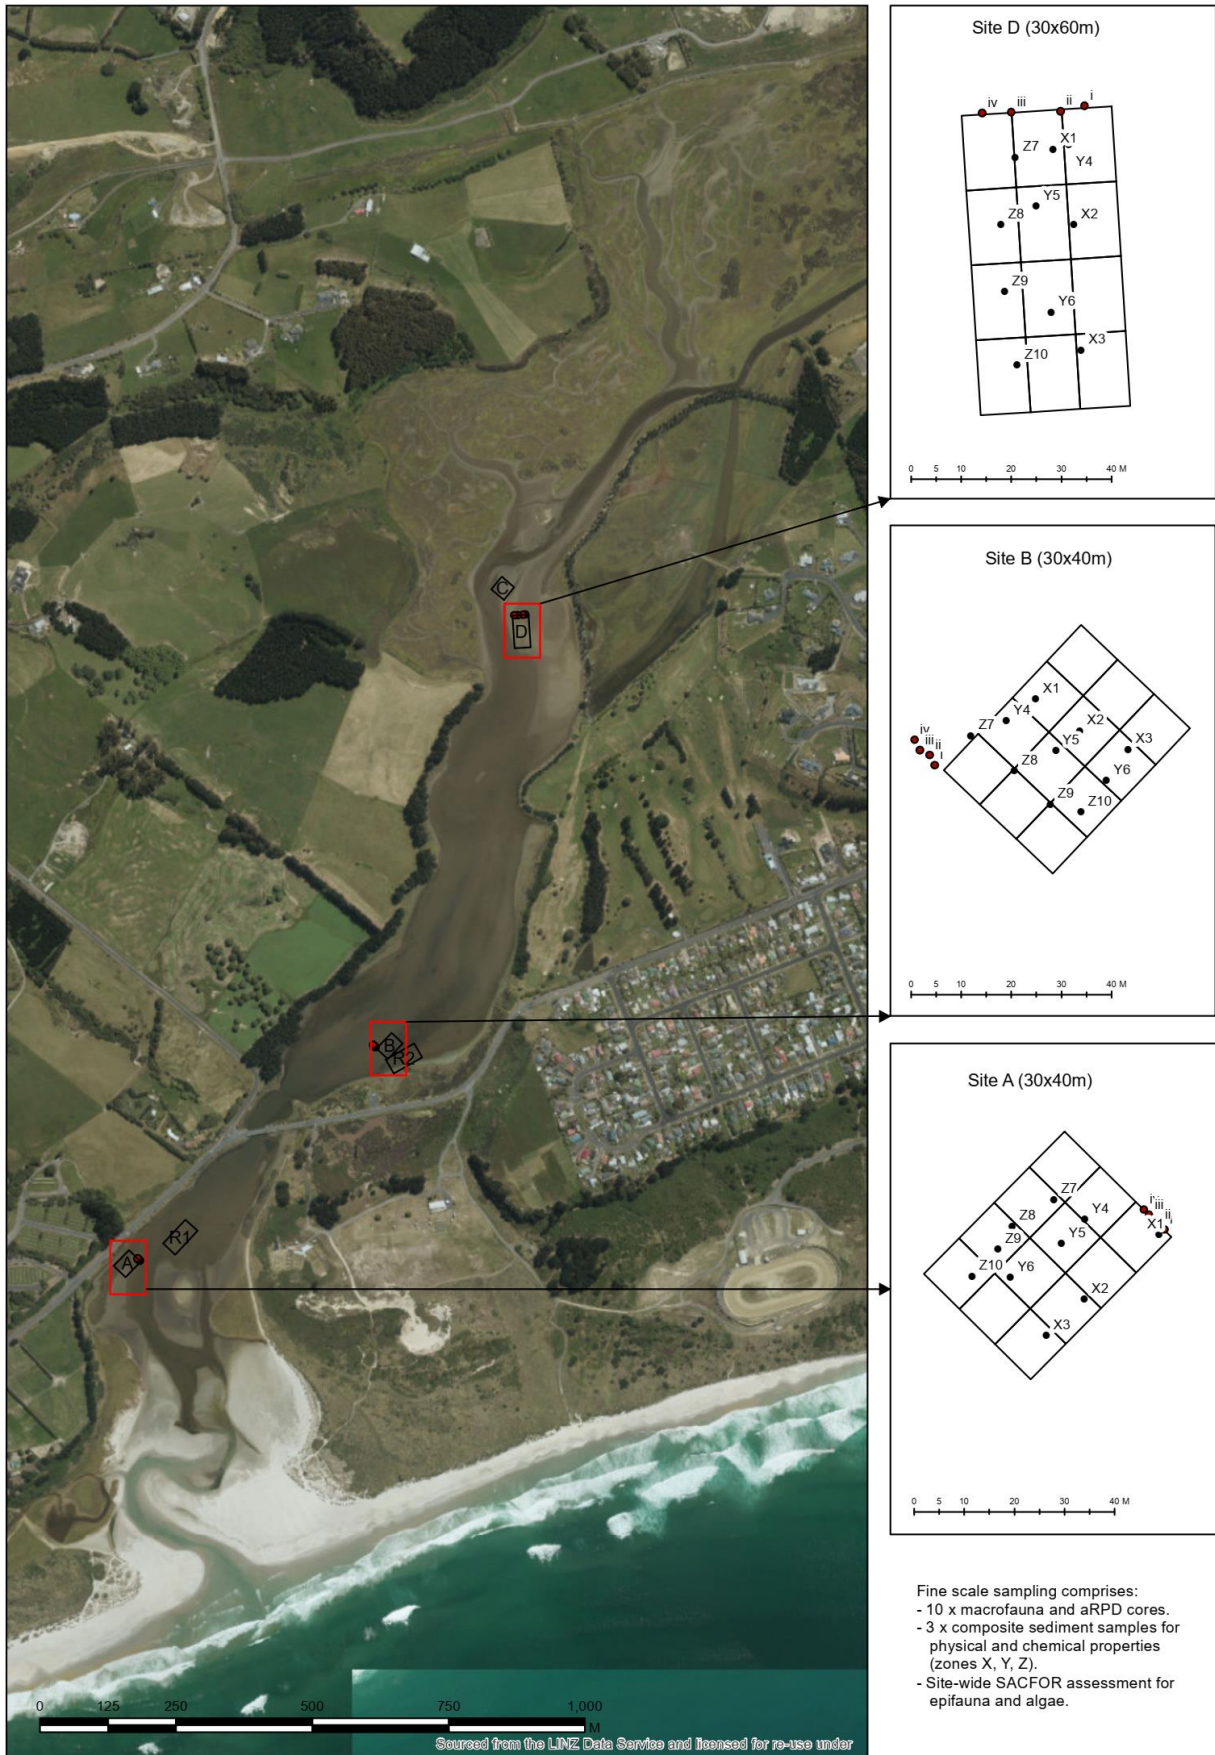 C
D
B
R2
R1
A
0 125 250 500 750 1,000
M
Sourced from the LINZ Data Service and licensed for re-use under
Site D (30x60m)
iv iii ii i
Z7 X1
Y4
Y5
Z8 X2
Z9
Y6
X3
Z10
0 5 10 20 30 40 M
Site B (30x40m)
X1
Y4 X2
iv Z7
iii Y5 X3
ii
i
Z8 Y6
Z9 Z10
0 5 10 20 30 40 M
Site A (30x40m)
Z7
iii
Z8 Y4 ii
X1
Z9 Y5
Z10 Y6
X2
X3
0 5 10 20 30 40 M
Fine scale sampling comprises:
- 10 x macrofauna and aRPD cores.
- 3 x composite sediment samples for
physical and chemical properties
(zones X, Y, Z).
- Site-wide SACFOR assessment for
epifauna and algae.